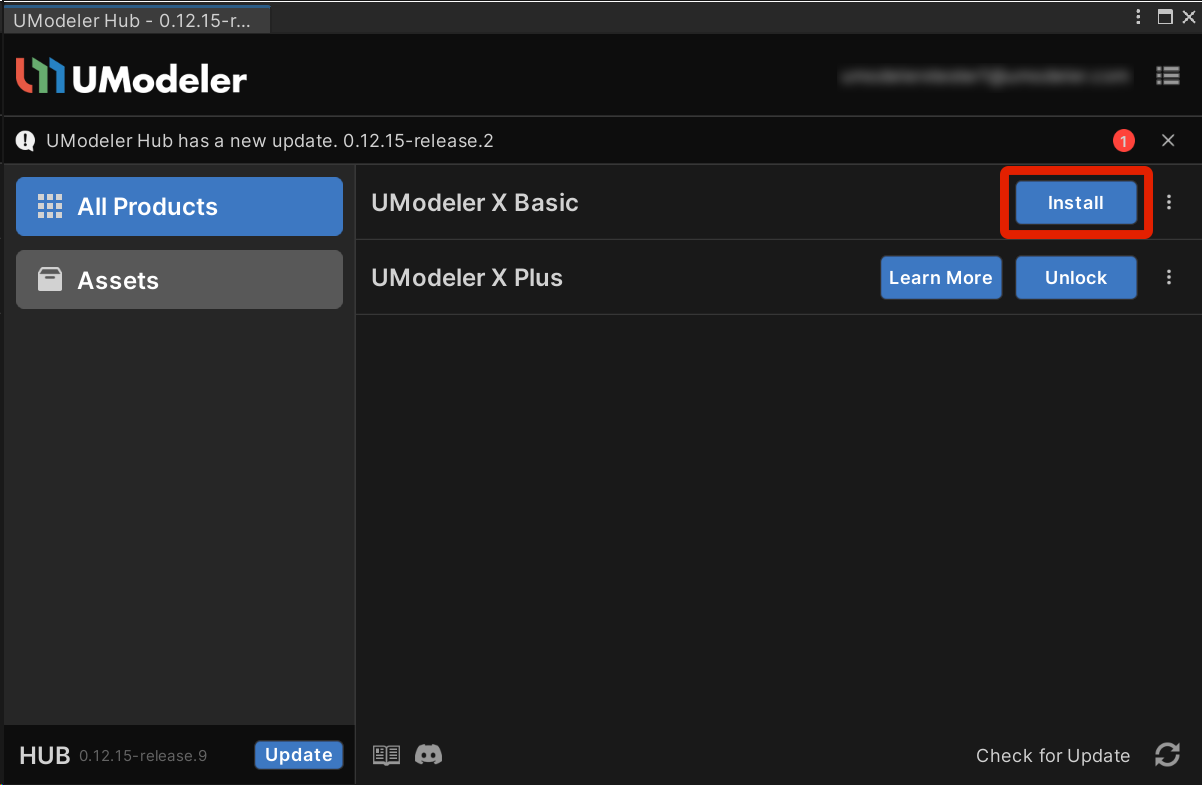 UModeler Hub - 0.12.15-r...
UModeler
UModeler Hub has a new update. 0.12.15-release.2
1
All Products
Assets
UModeler X Basic
Install
UModeler X Plus
Learn More
Unlock
HUB 0.12.15-release.9
Update
Check for Update